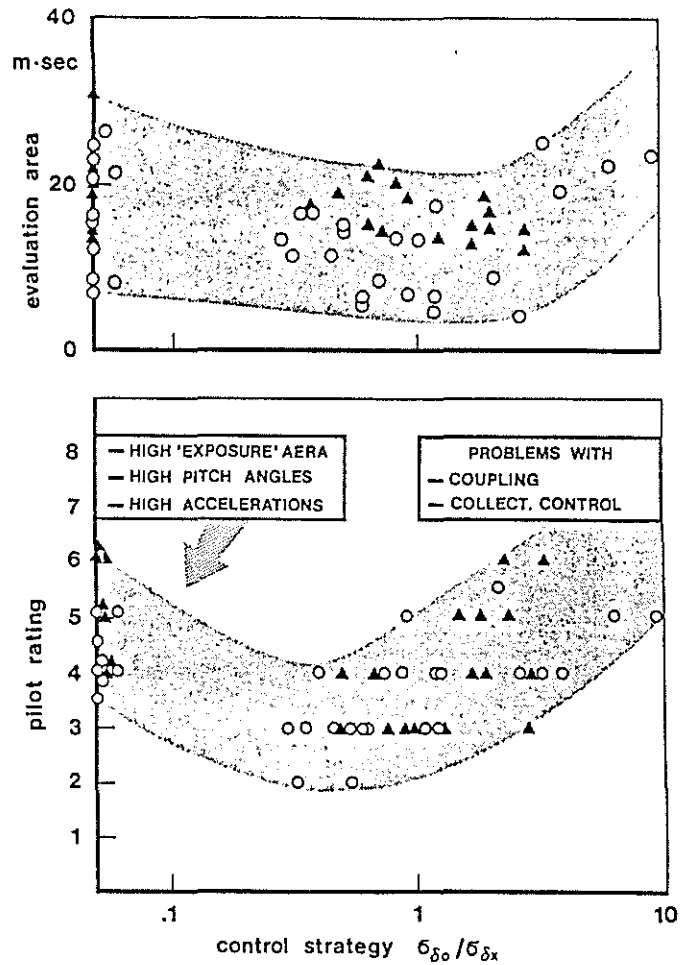 evaluation area
m·sec
40
20
0
pilot rating
8
7
6
5
4
3
2
1
– HIGH 'EXPOSURE' AERA
– HIGH PITCH ANGLES
– HIGH ACCELERATIONS
PROBLEMS WITH
– COUPLING
– COLLECT. CONTROL
.1
1
10
control strategy σδo/σδx